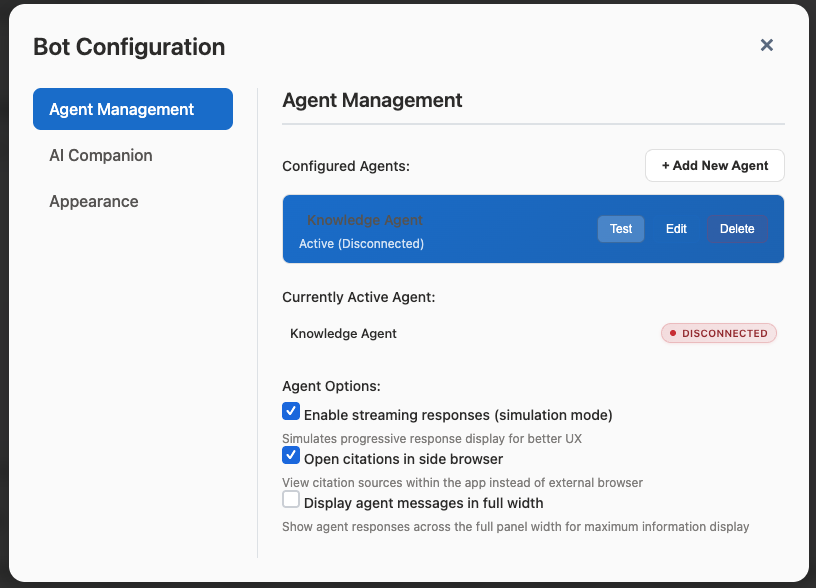 Bot Configuration
×
Agent Management
AI Companion
Appearance
Agent Management
Configured Agents:
+ Add New Agent
Knowledge Agent
Active (Disconnected)
Test
Edit
Delete
Currently Active Agent:
Knowledge Agent
DISCONNECTED
Agent Options:
Enable streaming responses (simulation mode)
Simulates progressive response display for better UX
Open citations in side browser
View citation sources within the app instead of external browser
Display agent messages in full width
Show agent responses across the full panel width for maximum information display